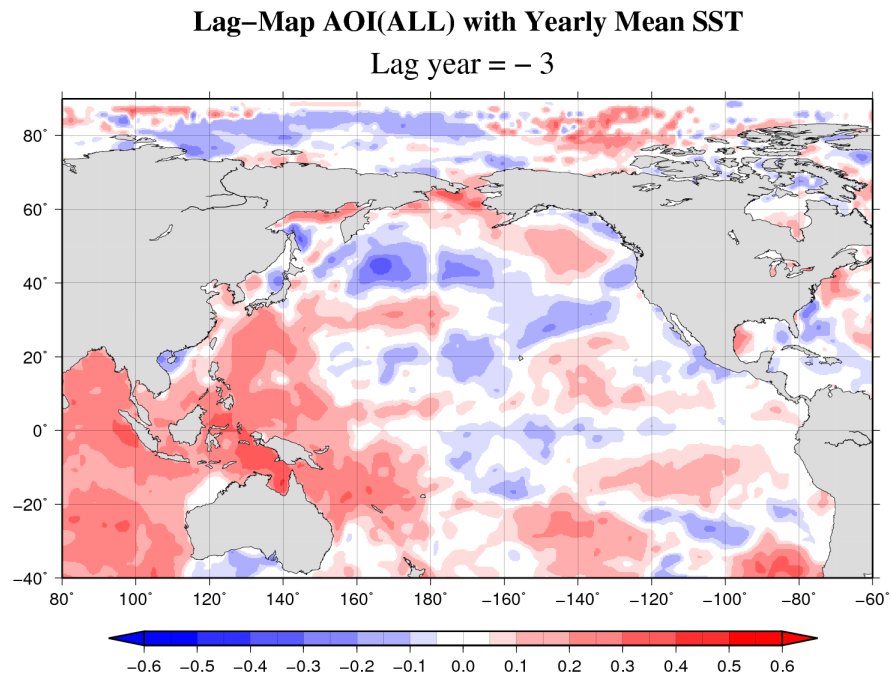 Lag−Map AOI(ALL) with Yearly Mean SST
Lag year = − 3
80˚
60˚
40˚
20˚
0˚
−20˚
−40˚
80˚ 100˚ 120˚ 140˚ 160˚ 180˚ −160˚ −140˚ −120˚ −100˚ −80˚ −60˚
−0.6 −0.5 −0.4 −0.3 −0.2 −0.1 0.0 0.1 0.2 0.3 0.4 0.5 0.6